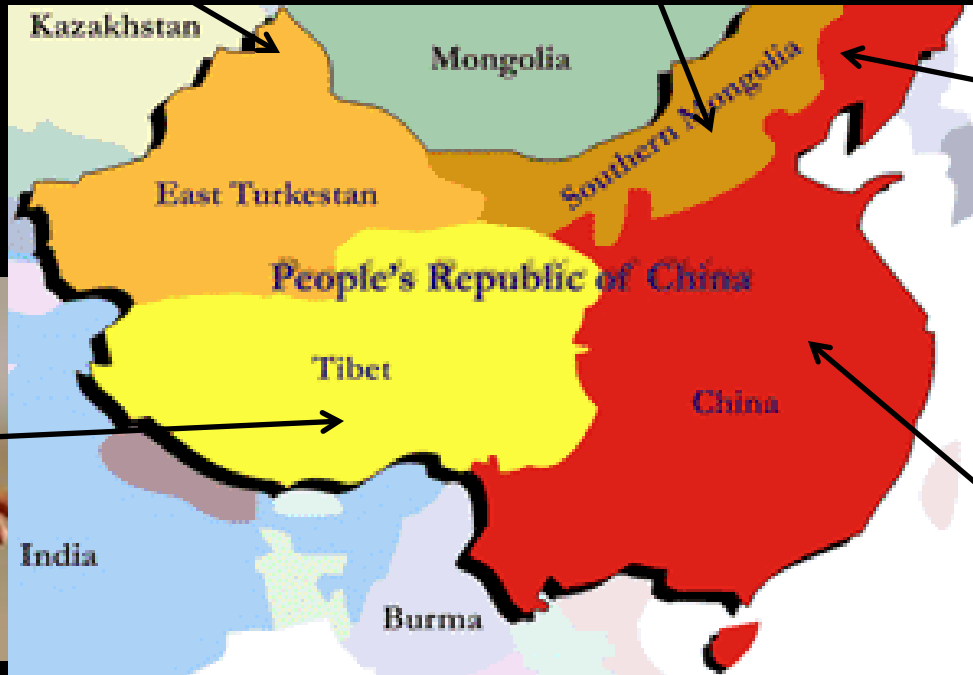 Kazakhstan
Mongolia
Southern Mongolia
East Turkestan
People's Republic of China
Tibet
China
India
Burma